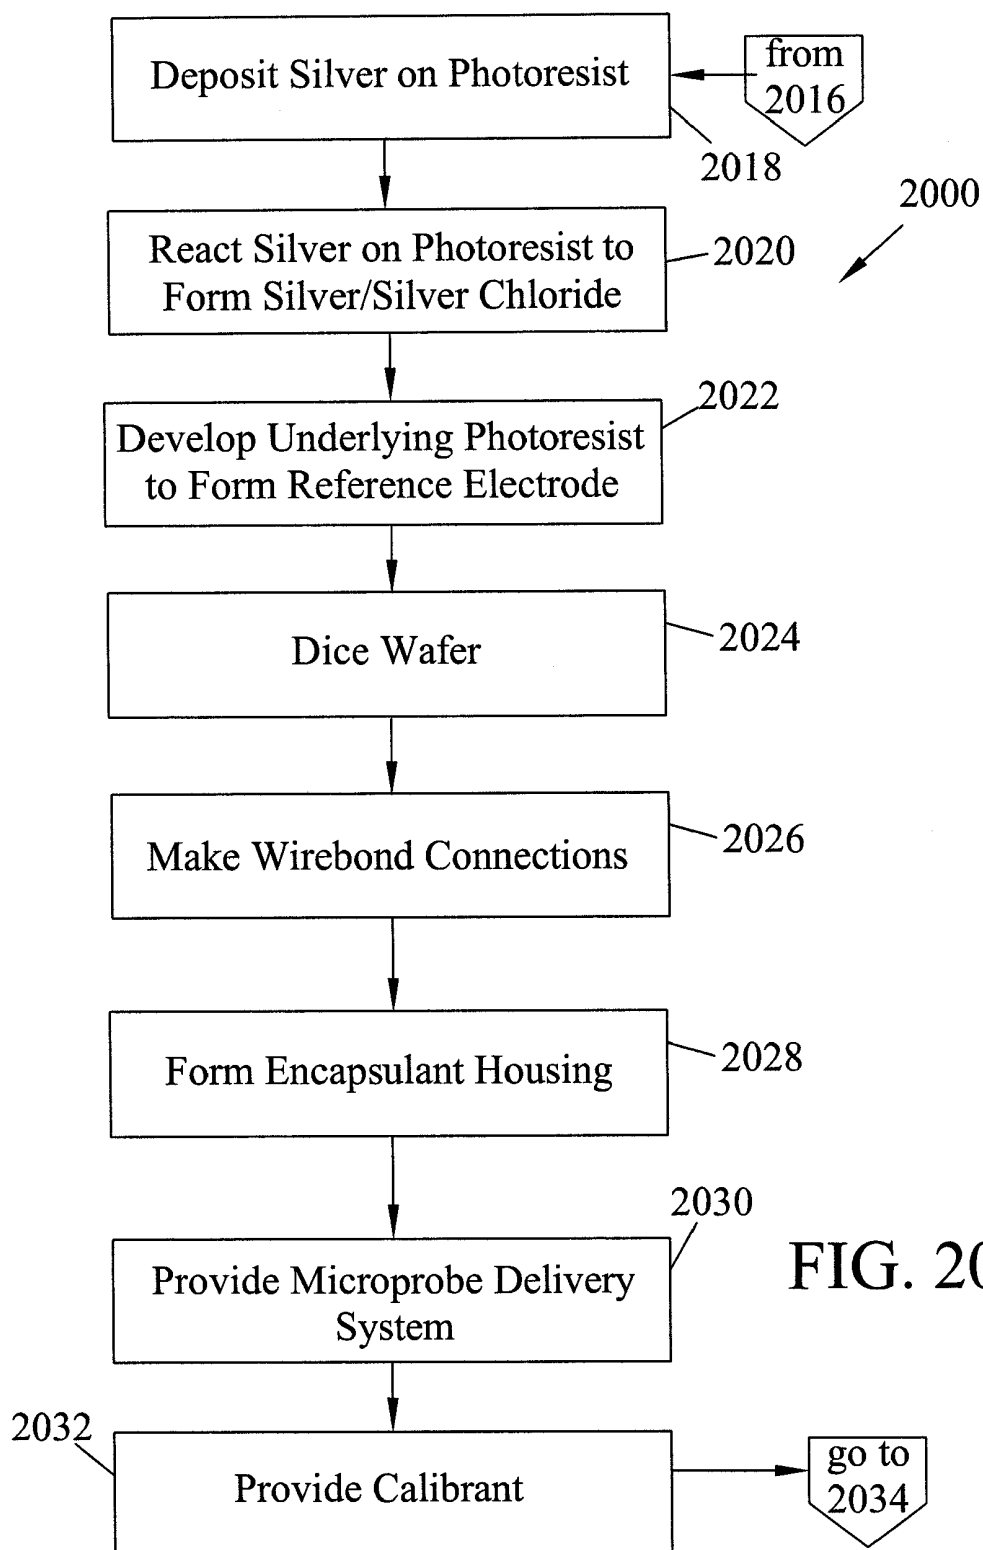 Deposit Silver on Photoresist
from
2016
2018
2000
React Silver on Photoresist to
Form Silver/Silver Chloride
2020
2022
Develop Underlying Photoresist
to Form Reference Electrode
Dice Wafer
2024
Make Wirebond Connections
2026
Form Encapsulant Housing
2028
2030
Provide Microprobe Delivery
System
FIG. 20
2032
Provide Calibrant
go to
2034